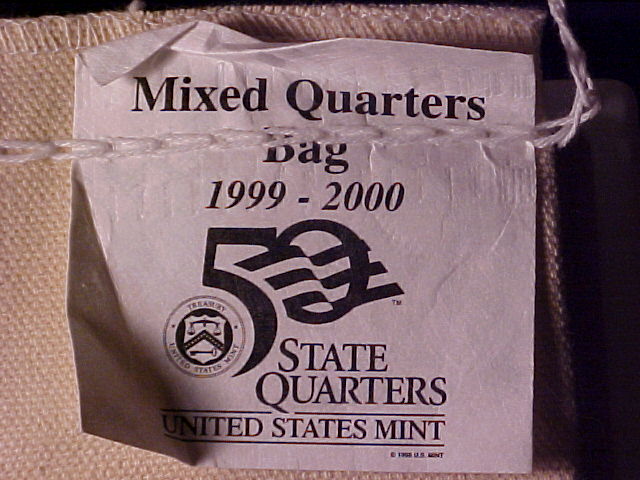 Mixed Quarters
Bag
1999 - 2000
50
TM
TREASURY
UNITED STATES MINT
STATE
QUARTERS
UNITED STATES MINT
© 1998 U.S. MINT